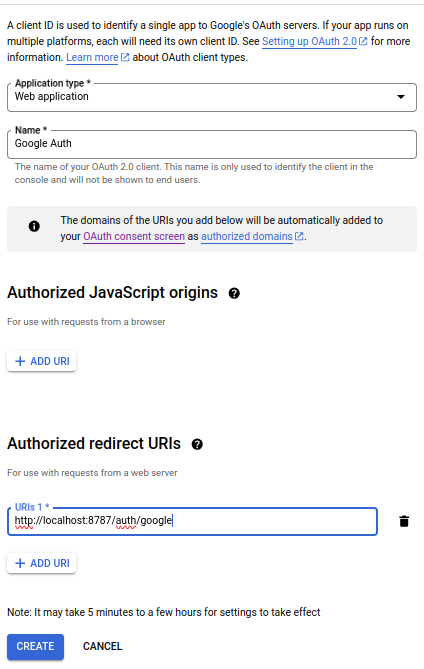 A client ID is used to identify a single app to Google's OAuth servers. If your app runs on
multiple platforms, each will need its own client ID. See Setting up OAuth 2.0 for more
information. Learn more about OAuth client types.
Application type *
Web application
Name *
Google Auth
The name of your OAuth 2.0 client. This name is only used to identify the client in the
console and will not be shown to end users.
The domains of the URIs you add below will be automatically added to
your OAuth consent screen as authorized domains.
Authorized JavaScript origins
For use with requests from a browser
+ ADD URI
Authorized redirect URIs
For use with requests from a web server
URIs 1 *
http://localhost:8787/auth/google
+ ADD URI
Note: It may take 5 minutes to a few hours for settings to take effect
CREATE CANCEL